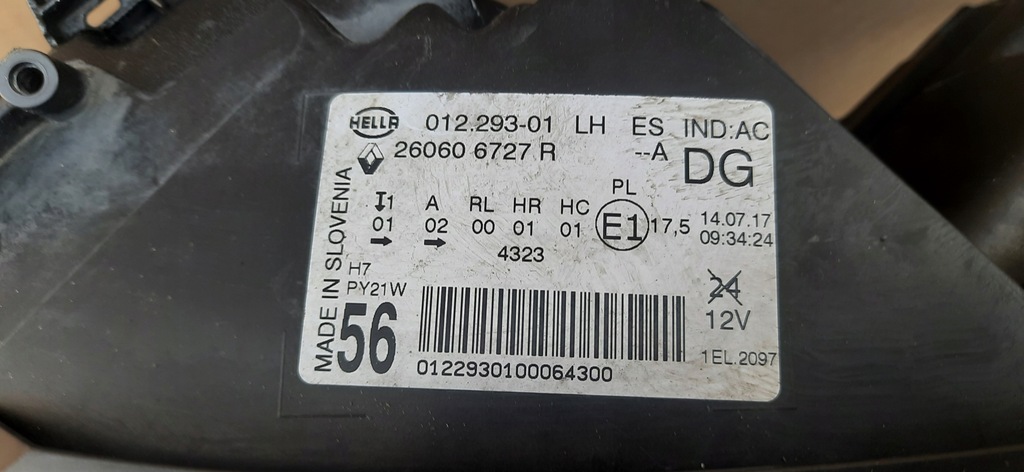 HELLA 012.293-01 LH ES IND:AC
26060 6727 R --A DG
PL
1 A RL HR HC E1 17,5 14.07.17
01 02 00 01 01 09:34:24
4323
MADE IN SLOVENIA
H7
PY21W 24
56 12V
1EL.2097
01229300100064300